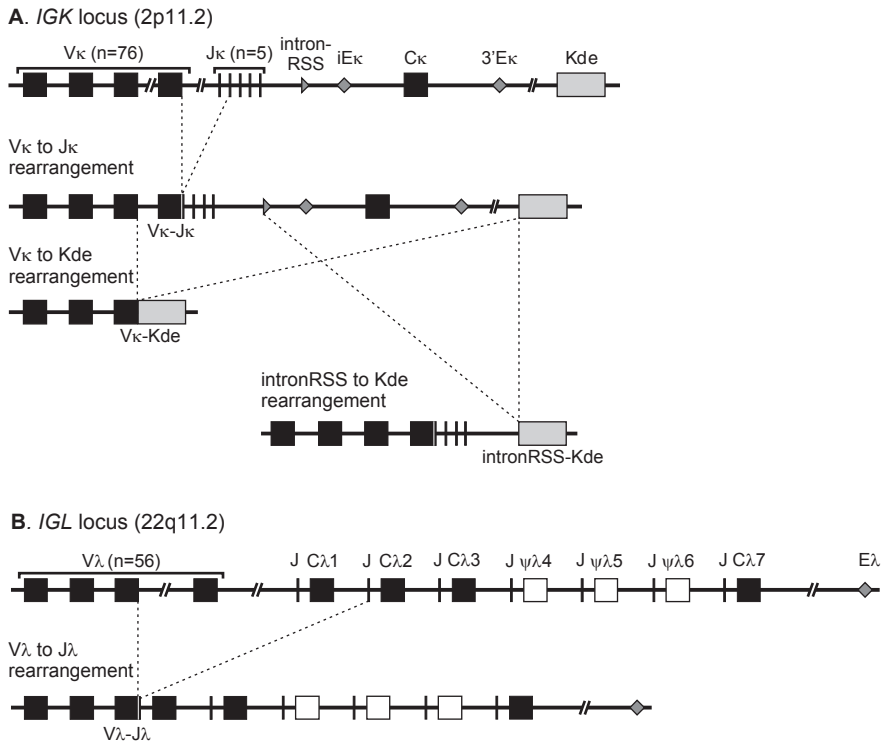 A. IGK locus (2p11.2)
Vκ (n=76)
Jκ (n=5)
intron-
RSS
iEκ
Cκ
3'Eκ
Kde
Vκ to Jκ
rearrangement
Vκ-Jκ
Vκ to Kde
rearrangement
Vκ-Kde
intronRSS to Kde
rearrangement
intronRSS-Kde
B. IGL locus (22q11.2)
Vλ (n=56)
J Cλ1
J Cλ2
J Cλ3
J ψλ4
J ψλ5
J ψλ6
J Cλ7
Eλ
Vλ to Jλ
rearrangement
Vλ-Jλ